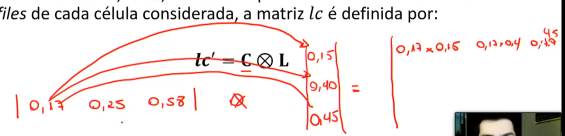 files de cada célula considerada, a matriz lc é definida por:
lc' = C ⊗ L
| 0,17 0,25 0,58 | ⊗ | 0,15 0,40 0,45 | = | 0,17 x 0,15 0,17 x 0,4 0,17
45